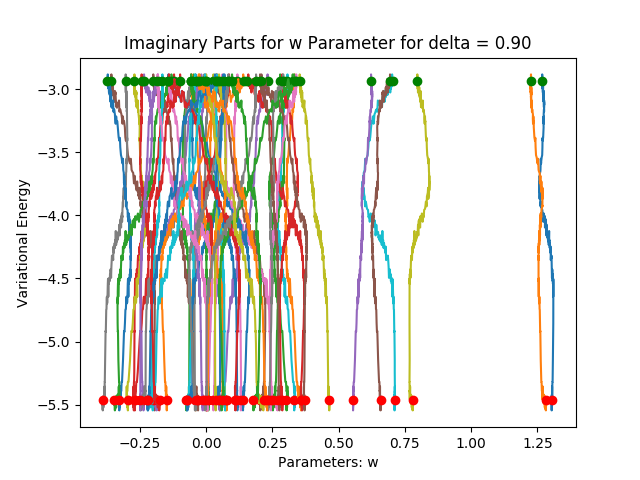 Imaginary Parts for w Parameter for delta = 0.90
Variational Energy
−3.0
−3.5
−4.0
−4.5
−5.0
−5.5
−0.25 0.00 0.25 0.50 0.75 1.00 1.25
Parameters: w